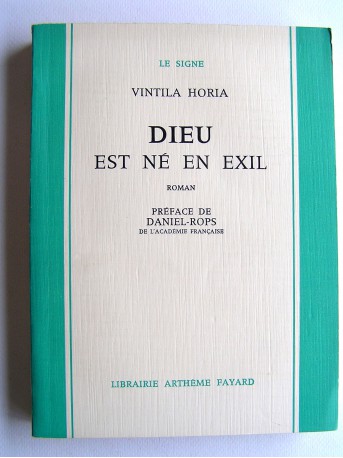 LE SIGNE
VINTILA HORIA
DIEU
EST NÉ EN EXIL
ROMAN
PRÉFACE DE
DANIEL-ROPS
DE L'ACADÉMIE FRANÇAISE
LIBRAIRIE ARTHÈME FAYARD